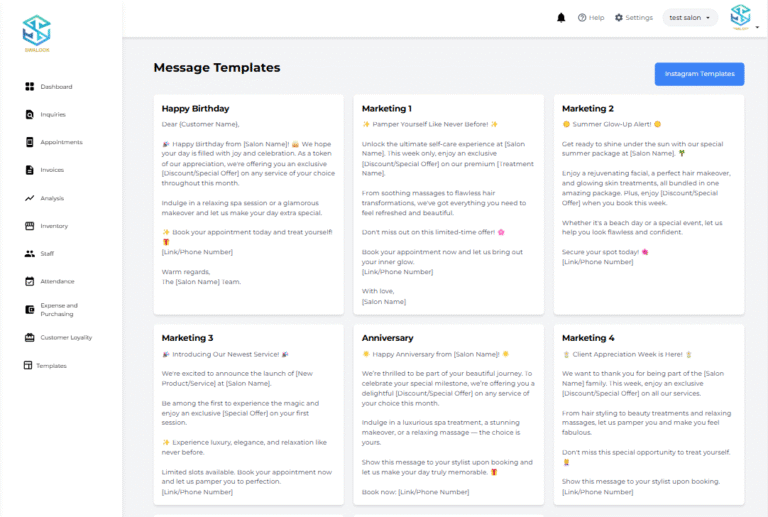 SWALOOK
Help
Settings
test salon
Dashboard
Inquiries
Appointments
Invoices
Analysis
Inventory
Staff
Attendance
Expense and
Purchasing
Customer Loyality
Templates
Message Templates
Instagram Templates
Happy Birthday
Dear {Customer Name},
🎉 Happy Birthday from [Salon Name]! 🎂 We hope
your day is filled with joy and celebration. As a token
of our appreciation, we're offering you an exclusive
[Discount/Special Offer] on any service of your choice
throughout this month.
Indulge in a relaxing spa session or a glamorous
makeover and let us make your day extra special.
✨ Book your appointment today and treat yourself!
🎁
[Link/Phone Number]
Warm regards,
The [Salon Name] Team.
Marketing 1
✨ Pamper Yourself Like Never Before! ✨
Unlock the ultimate self-care experience at [Salon
Name]. This week only, enjoy an exclusive
[Discount/Special Offer] on our premium [Treatment
Name].
From soothing massages to flawless hair
transformations, we've got everything you need to
feel refreshed and beautiful.
Don't miss out on this limited-time offer! 🌸
Book your appointment now and let us bring out
your inner glow.
[Link/Phone Number]
With love,
[Salon Name]
Marketing 2
🌞 Summer Glow-Up Alert! 🌞
Get ready to shine under the sun with our special
summer package at [Salon Name]. 🌴
Enjoy a rejuvenating facial, a perfect hair makeover,
and glowing skin treatments, all bundled in one
amazing package. Plus, enjoy [Discount/Special
Offer] when you book this week.
Whether it's a beach day or a special event, let us
help you look flawless and confident.
Secure your spot today! 🌺
[Link/Phone Number]
Marketing 3
🎉 Introducing Our Newest Service! 🎉
We're excited to announce the launch of [New
Product/Service] at [Salon Name].
Be among the first to experience the magic and
enjoy an exclusive [Special Offer] on your first
session.
✨ Experience luxury, elegance, and relaxation like
never before.
Limited slots available. Book your appointment now
and let us pamper you to perfection.
[Link/Phone Number]
Anniversary
🌟 Happy Anniversary from [Salon Name]! 🌟
We're thrilled to be part of your beautiful journey. To
celebrate your special milestone, we're offering you a
delightful [Discount/Special Offer] on any service of
your choice this month.
Indulge in a luxurious spa treatment, a stunning
makeover, or a relaxing massage — the choice is
yours.
Show this message to your stylist upon booking and
let us make your day truly memorable. 🎁
Book now: [Link/Phone Number]
Marketing 4
Client Appreciation Week is Here!
We want to thank you for being part of the [Salon
Name] family. This week, enjoy an exclusive
[Discount/Special Offer] on all our services.
From hair styling to beauty treatments and relaxing
massages, let us pamper you and make you feel
fabulous.
Don't miss this special opportunity to treat yourself.
💆
Show this message to your stylist upon booking.
[Link/Phone Number]